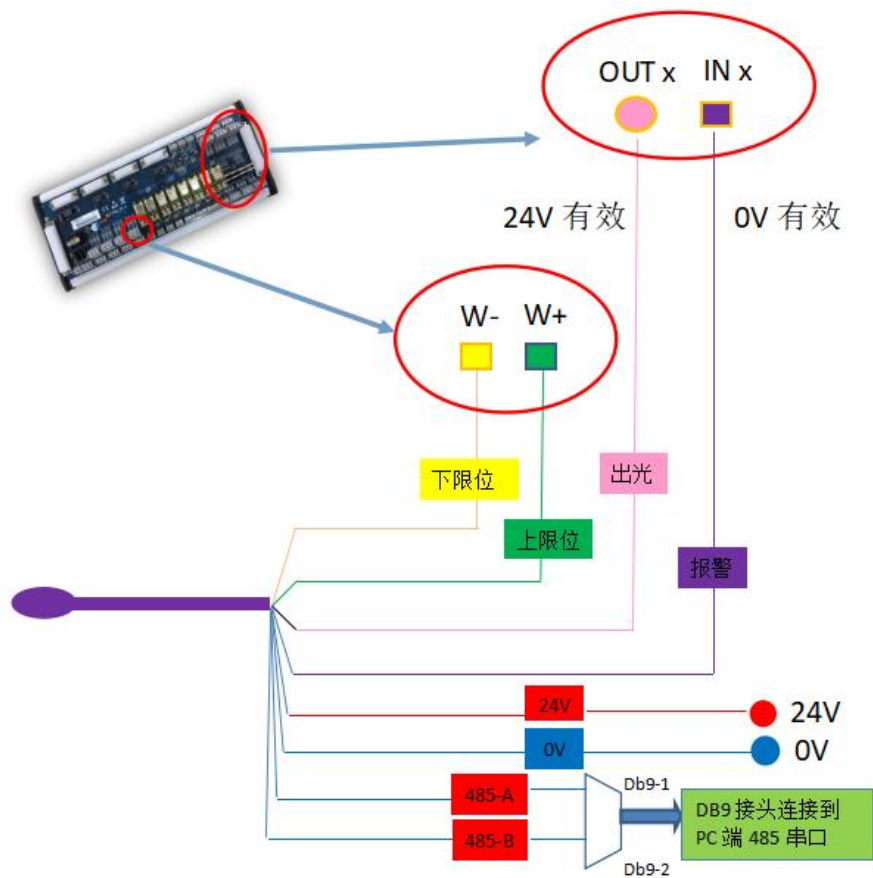 OUT x IN x
24V 有效 0V 有效
W- W+
下限位
出光
上限位
报警
24V
24V
0V
0V
485-A
Db9-1
DB9 接头连接到
PC 端 485 串口
485-B
Db9-2